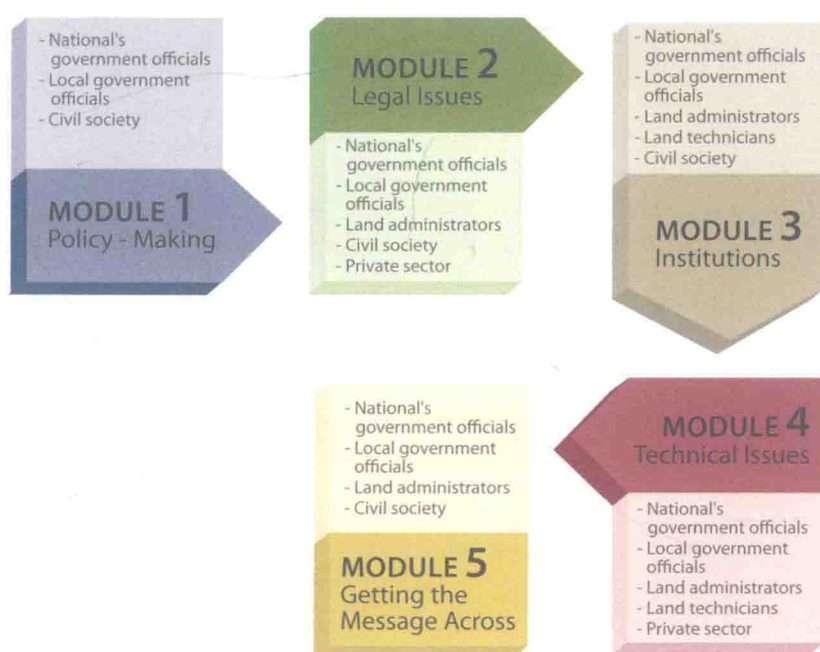 - National's
government officials
- Local government
officials
- Civil society
MODULE 1
Policy - Making
MODULE 2
Legal Issues
- National's
government officials
- Local government
officials
- Land administrators
- Civil society
- Private sector
- National's
government officials
- Local government
officials
- Land administrators
- Land technicians
- Civil society
MODULE 3
Institutions
MODULE 4
Technical Issues
- National's
government officials
- Local government
officials
- Land administrators
- Land technicians
- Private sector
- National's
government officials
- Local government
officials
- Land administrators
- Civil society
MODULE 5
Getting the
Message Across